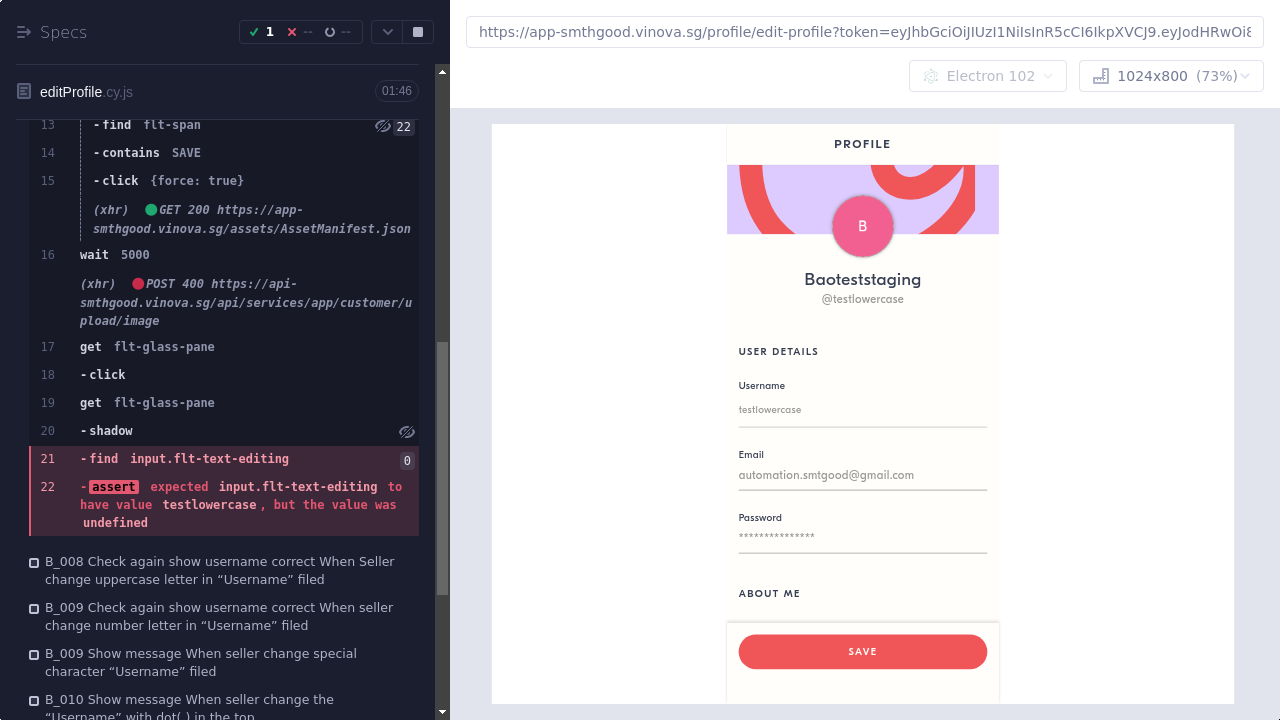 Specs
1
--
--
https://app-smthgood.vinova.sg/profile/edit-profile?token=eyJhbGciOiJIUzI1NiIsInR5cCI6IkpXVCJ9.eyJodHRwOi8
Electron 102
1024x800 (73%)
editProfile.cy.js
01:46
13 -find flt-span 22
14 -contains SAVE
15 -click {force: true}
(xhr) GET 200 https://app-
smthgood.vinova.sg/assets/AssetManifest.json
16 wait 5000
(xhr) POST 400 https://api-
smthgood.vinova.sg/api/services/app/customer/u
pload/image
17 get flt-glass-pane
18 -click
19 get flt-glass-pane
20 -shadow
21 -find input.flt-text-editing 0
22 -assert expected input.flt-text-editing to
have value testlowercase, but the value was
undefined
B_008 Check again show username correct When Seller
change uppercase letter in “Username” filed
B_009 Check again show username correct When seller
change number letter in “Username” filed
B_009 Show message When seller change special
character “Username” filed
B_010 Show message When seller change the
“Username” with dot(.) in the top
PROFILE
B
Baoteststaging
@testlowercase
USER DETAILS
Username
testlowercase
Email
automation.smtgood@gmail.com
Password
***************
ABOUT ME
SAVE